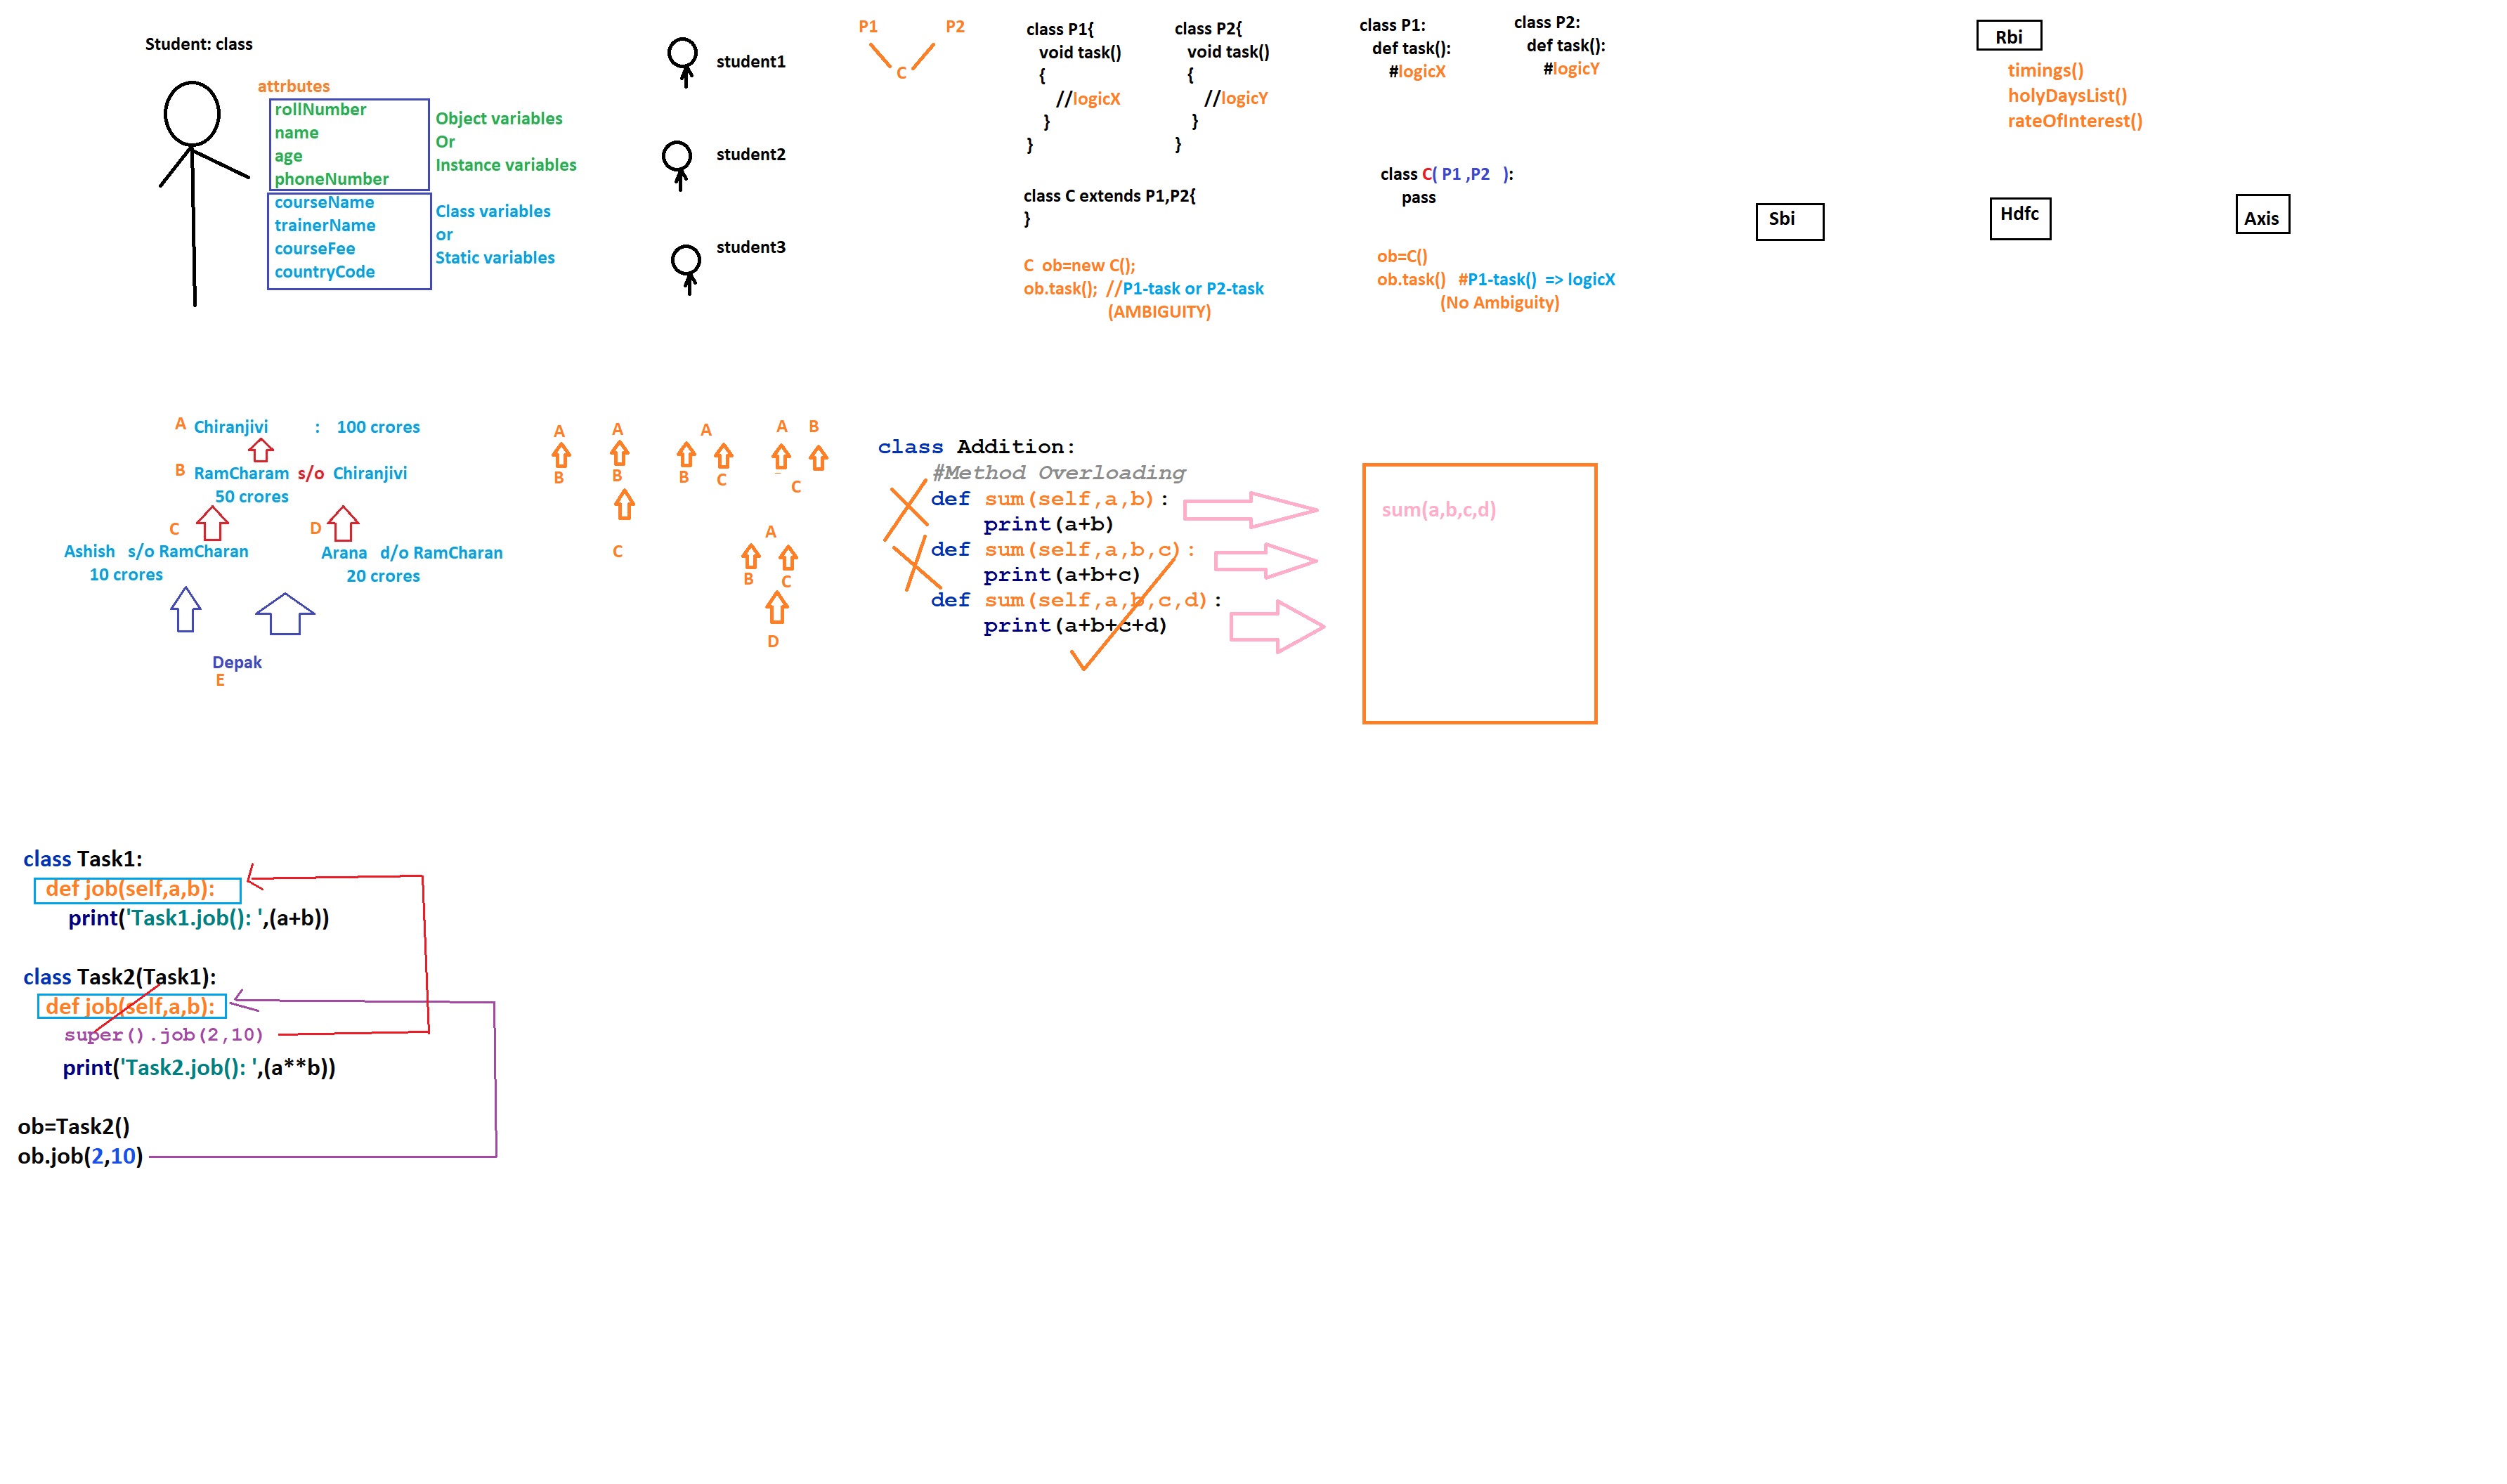 Student: class
attrbutes
rollNumber
name
age
phoneNumber
Object variables
Or
Instance variables
courseName
trainerName
courseFee
countryCode
Class variables
or
Static variables
student1
student2
student3
P1 P2
C
class P1{
void task()
{
//logicX
}
}
class P2{
void task()
{
//logicY
}
}
class C extends P1,P2{
}
C ob=new C();
ob.task(); //P1-task or P2-task
(AMBIGUITY)
class P1:
def task():
#logicX
class P2:
def task():
#logicY
class C( P1 ,P2 ):
pass
ob=C()
ob.task() #P1-task() => logicX
(No Ambiguity)
Rbi
timings()
holyDaysList()
rateOfInterest()
Sbi
Hdfc
Axis
A Chiranjivi : 100 crores
B RamCharam s/o Chiranjivi
50 crores
C D
Ashish s/o RamCharan Arana d/o RamCharan
10 crores 20 crores
Depak
E
A
B
A
B
C
A
B C
A B
C
A
B C
D
class Addition:
#Method Overloading
def sum(self,a,b):
print(a+b)
def sum(self,a,b,c):
print(a+b+c)
def sum(self,a,b,c,d):
print(a+b+c+d)
sum(a,b,c,d)
class Task1:
def job(self,a,b):
print('Task1.job(): ',(a+b))
class Task2(Task1):
def job(self,a,b):
super().job(2,10)
print('Task2.job(): ',(a**b))
ob=Task2()
ob.job(2,10)